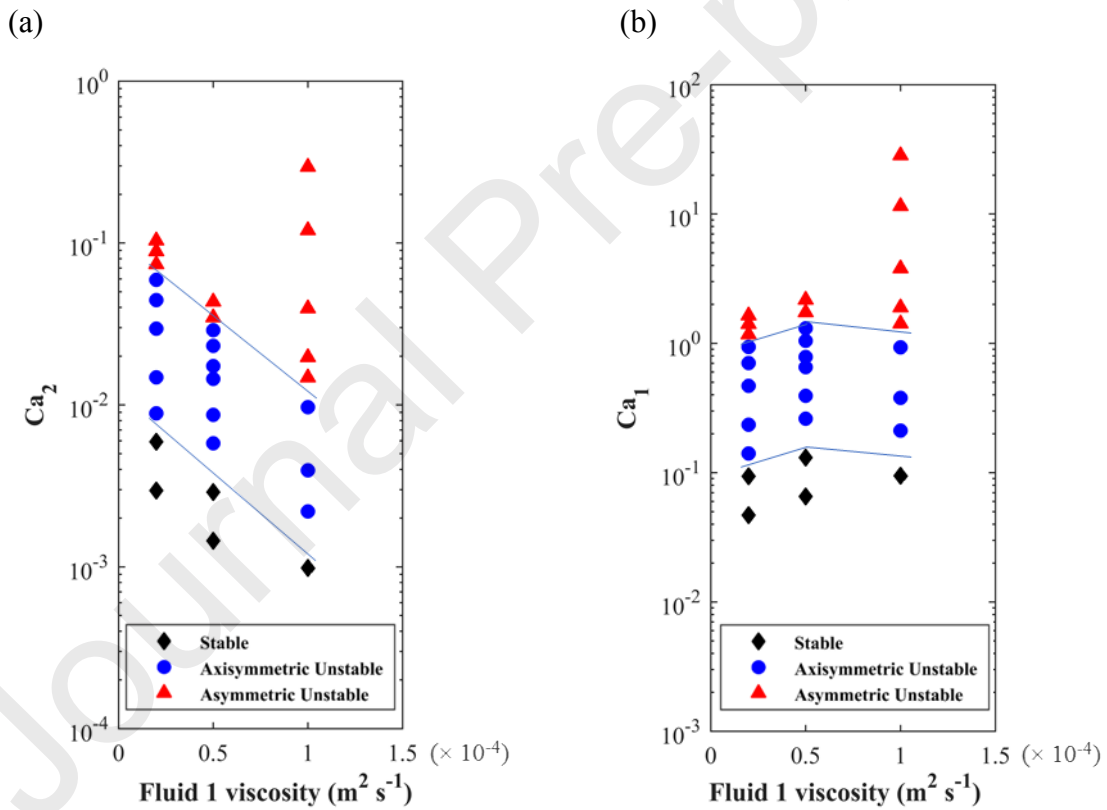 (a)
(b)
10^0
10^-1
10^-2
10^-3
10^-4
Ca_2
Stable
Axisymmetric Unstable
Asymmetric Unstable
0 0.5 1 1.5 (× 10^-4)
Fluid 1 viscosity (m^2 s^-1)
10^2
10^1
10^0
10^-1
10^-2
10^-3
Ca_1
Stable
Axisymmetric Unstable
Asymmetric Unstable
0 0.5 1 1.5 (× 10^-4)
Fluid 1 viscosity (m^2 s^-1)
Journal Pre-p